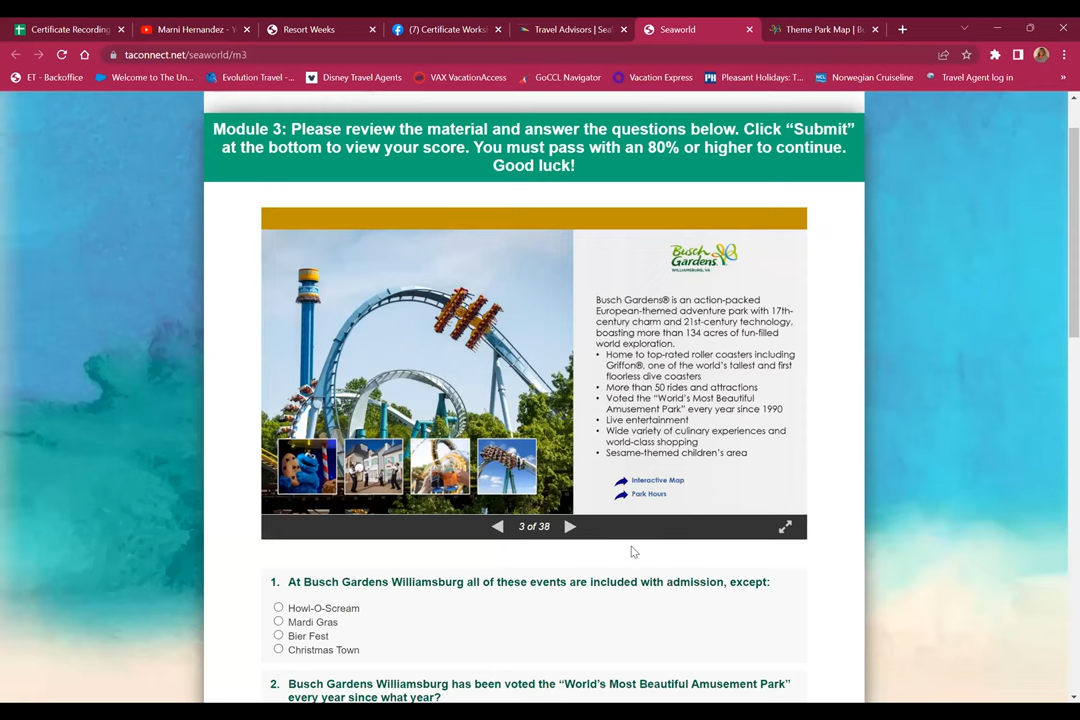 Certificate Recording
Marni Hernandez - Y
Resort Weeks
(7) Certificate Works
Travel Advisors | Sea
Seaworld
Theme Park Map | B
taconnect.net/seaworld/m3
ET - Backoffice
Welcome to The Un...
Evolution Travel -...
Disney Travel Agents
VAX VacationAccess
GoCCL Navigator
Vacation Express
Pleasant Holidays: T...
Norwegian Cruiseline
Travel Agent log in
Module 3: Please review the material and answer the questions below. Click “Submit”
at the bottom to view your score. You must pass with an 80% or higher to continue.
Good luck!
Busch
Gardens
WILLIAMSBURG, VA
Busch Gardens® is an action-packed
European-themed adventure park with 17th-
century charm and 21st-century technology,
boasting more than 134 acres of fun-filled
world exploration.
• Home to top-rated roller coasters including
Griffon®, one of the world's tallest and first
floorless dive coasters
• More than 50 rides and attractions
• Voted the “World's Most Beautiful
Amusement Park” every year since 1990
• Live entertainment
• Wide variety of culinary experiences and
world-class shopping
• Sesame-themed children's area
Interactive Map
Park Hours
3 of 38
1. At Busch Gardens Williamsburg all of these events are included with admission, except:
Howl-O-Scream
Mardi Gras
Bier Fest
Christmas Town
2. Busch Gardens Williamsburg has been voted the “World's Most Beautiful Amusement Park”
every year since what year?